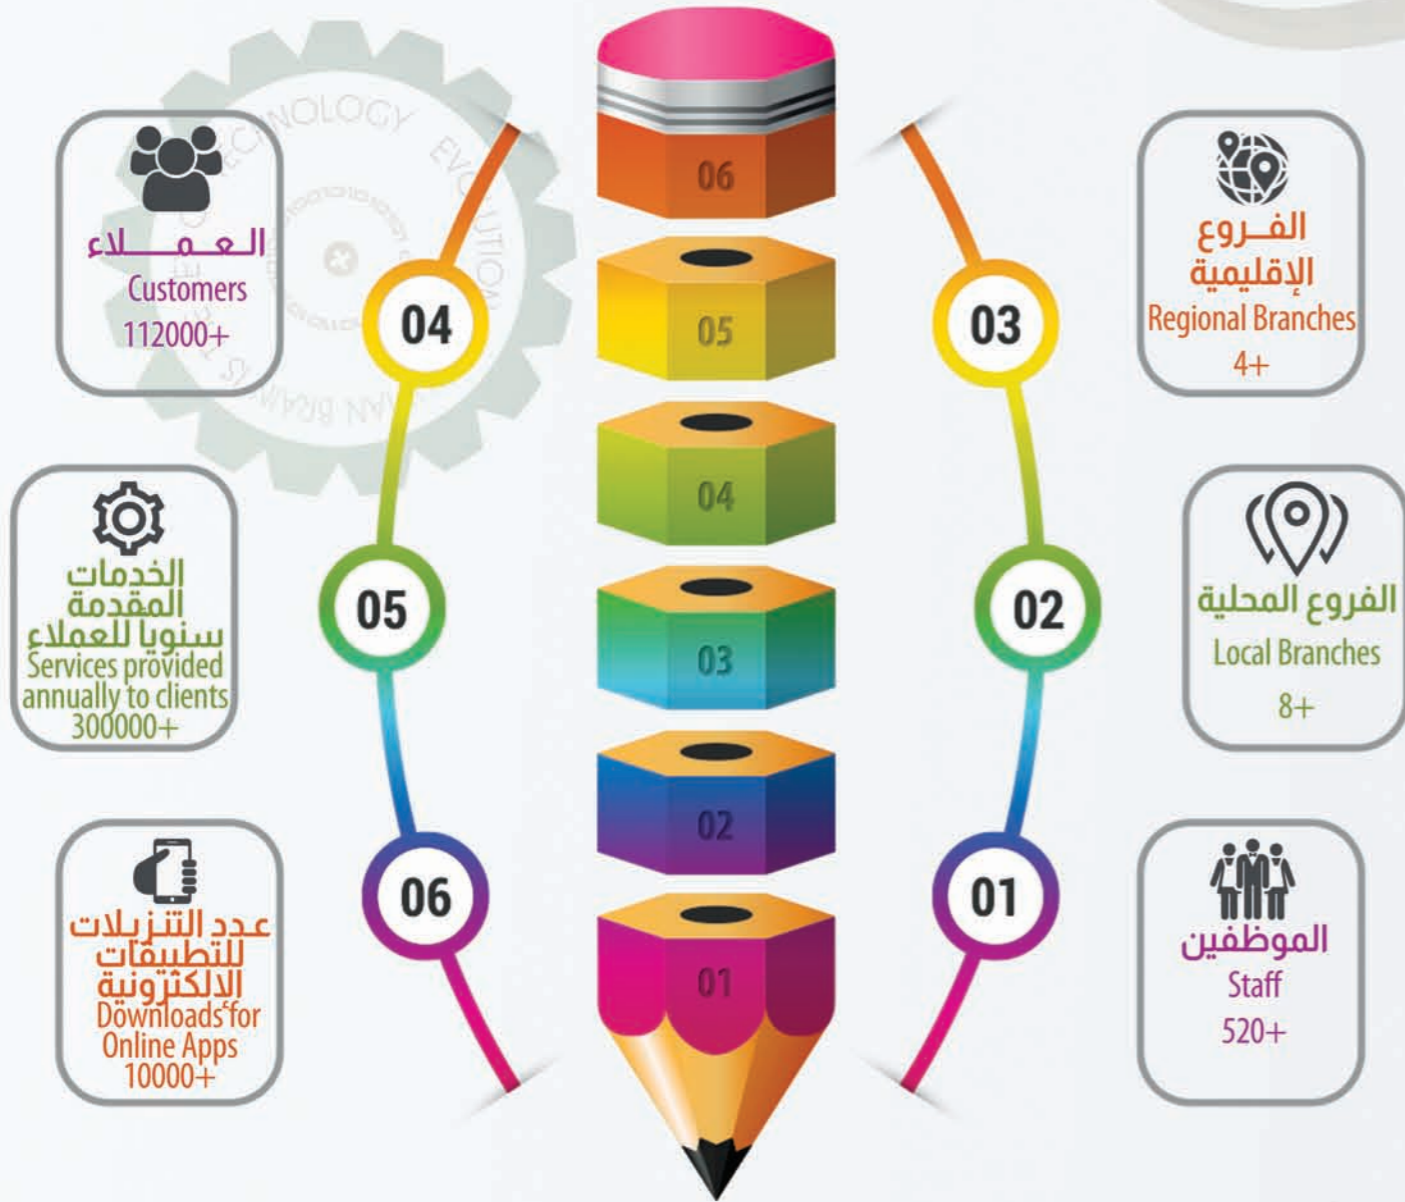 العـمـــلاء
Customers
112000+
04
الخدمات
المقدمة
سنوياً للعملاء
Services provided
annually to clients
300000+
05
عدد التنزيلات
للتطبيقات
الالكترونية
Downloads for
Online Apps
10000+
06
06
05
04
03
02
01
الفــروع
الإقليمية
Regional Branches
4+
03
الفروع المحلية
Local Branches
8+
02
الموظفين
Staff
520+
01
TECHNOLOGY EVOLUTION